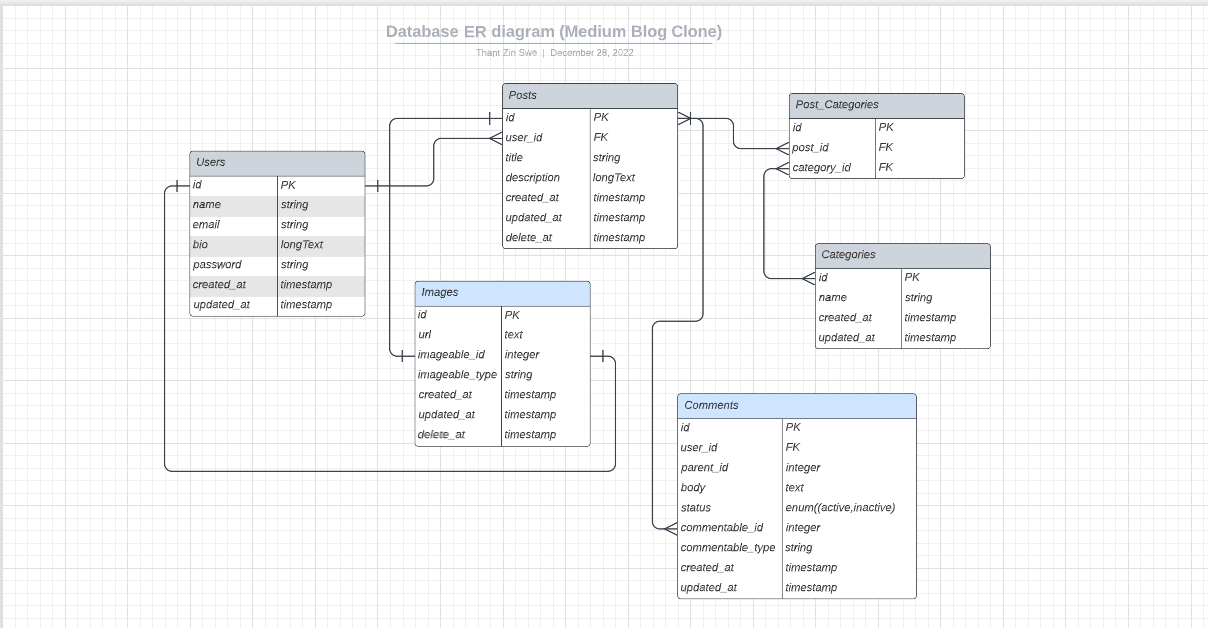 Database ER diagram (Medium Blog Clone)
Thant Zin Swe | December 28, 2022
Posts
id PK
user_id FK
title string
description longText
created_at timestamp
updated_at timestamp
delete_at timestamp
Post_Categories
id PK
post_id FK
category_id FK
Users
id PK
name string
email string
bio longText
password string
created_at timestamp
updated_at timestamp
Categories
id PK
name string
created_at timestamp
updated_at timestamp
Images
id PK
url text
imageable_id integer
imageable_type string
created_at timestamp
updated_at timestamp
delete_at timestamp
Comments
id PK
user_id FK
parent_id integer
body text
status enum((active,inactive)
commentable_id integer
commentable_type string
created_at timestamp
updated_at timestamp